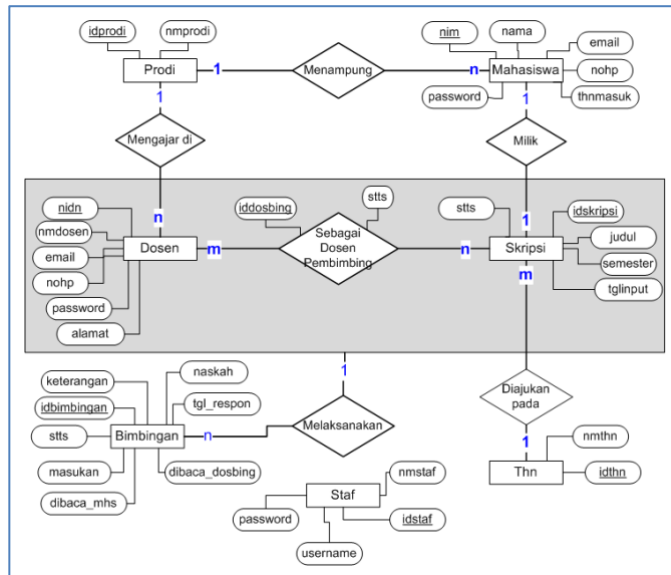 idprodi
nmprodi
Prodi
1
Menampung
n
nim
nama
email
Mahasiswa
nohp
password
thnmasuk
1
1
Mengajar di
Milik
n
1
nidn
nmdosen
email
nohp
password
alamat
Dosen
m
iddosbing
stts
Sebagai
Dosen
Pembimbing
n
stts
idskripsi
judul
Skripsi
semester
tglinput
m
1
keterangan
naskah
idbimbingan
tgl_respon
stts
Bimbingan
n
Melaksanakan
masukan
dibaca_dosbing
dibaca_mhs
Diajukan
pada
1
nmthn
Thn
idthn
nmstaf
Staf
password
idstaf
username